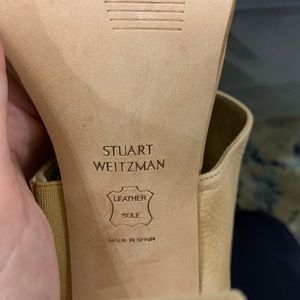 STUART
WEITZMAN
LEATHER
SOLE
MADE IN SPAIN